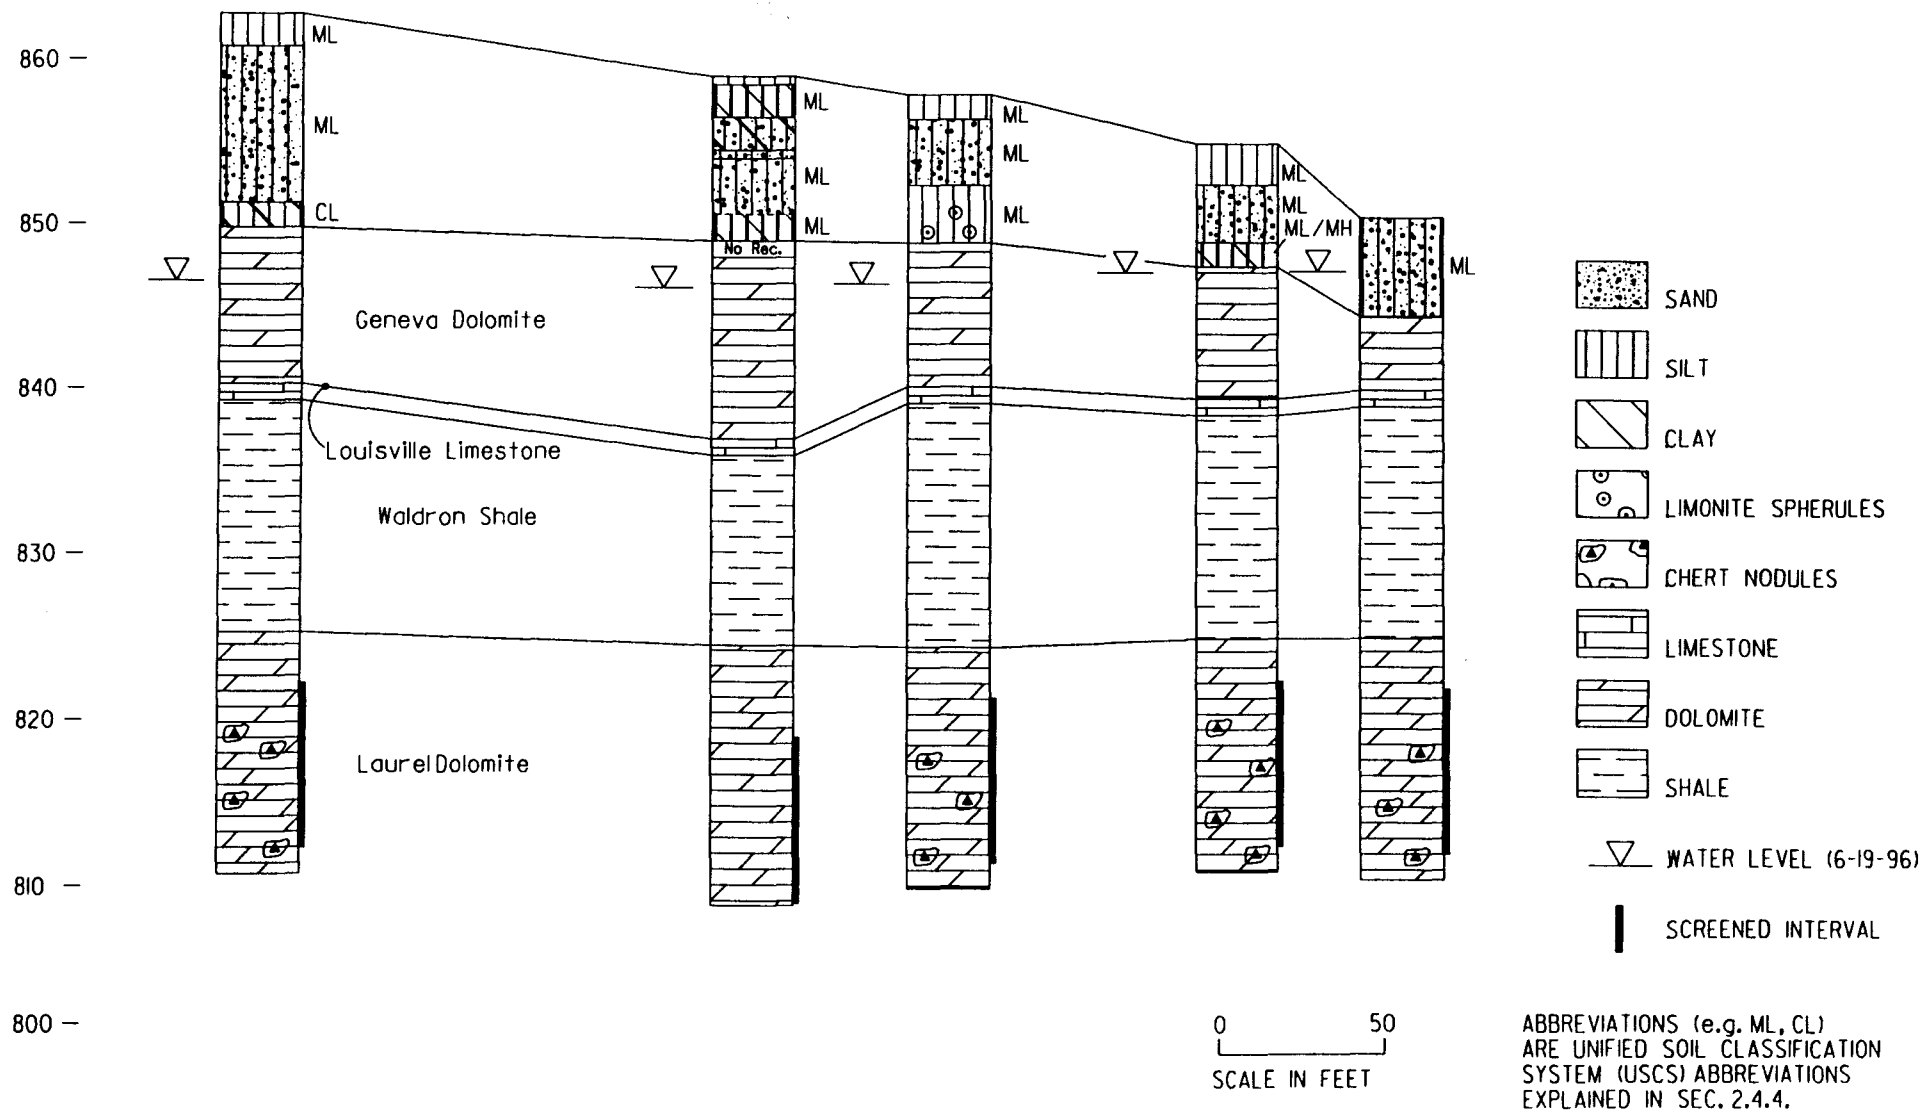 860
850
840
830
820
810
800
ML
ML
CL
ML
ML
ML
No Rec.
ML
ML
ML
ML
ML
ML/MH
ML
Geneva Dolomite
Louisville Limestone
Waldron Shale
Laurel Dolomite
SAND
SILT
CLAY
LIMONITE SPHERULES
CHERT NODULES
LIMESTONE
DOLOMITE
SHALE
WATER LEVEL (6-19-96)
SCREENED INTERVAL
0 50
SCALE IN FEET
ABBREVIATIONS (e.g. ML, CL)
ARE UNIFIED SOIL CLASSIFICATION
SYSTEM (USCS) ABBREVIATIONS
EXPLAINED IN SEC. 2.4.4.